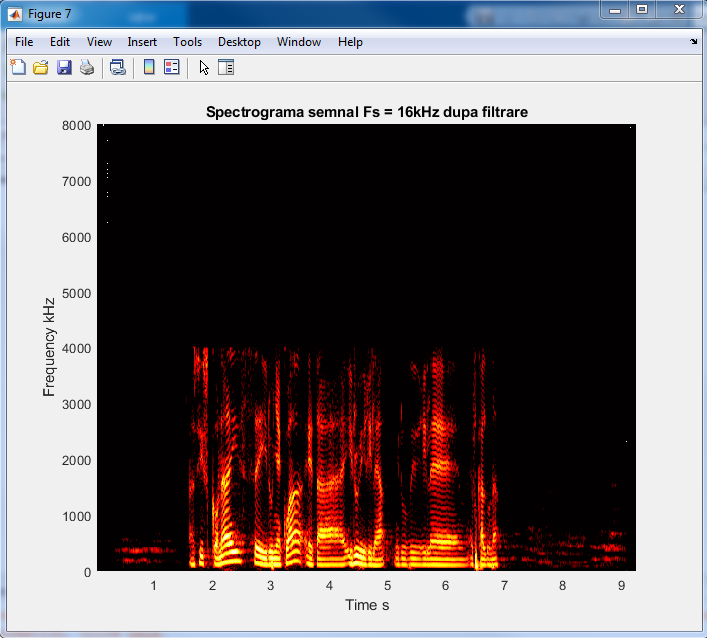 Figure 7
File Edit View Insert Tools Desktop Window Help
Spectrograma semnal Fs = 16kHz dupa filtrare
8000
7000
6000
5000
4000
3000
2000
1000
0
Frequency kHz
1 2 3 4 5 6 7 8 9
Time s